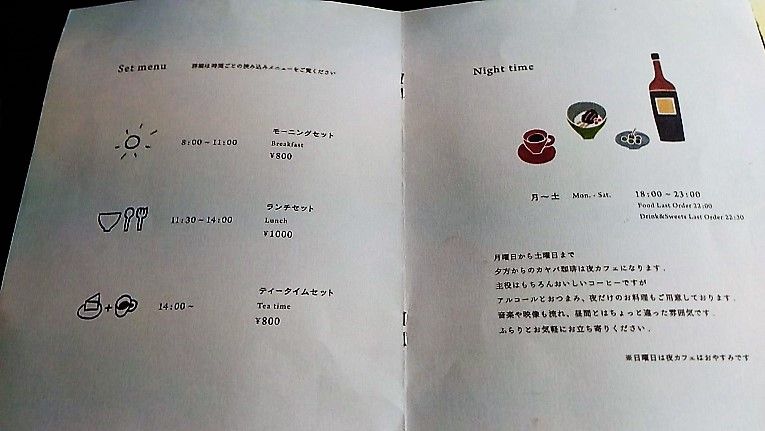 Set menu 詳細は時間ごとの挟み込みメニューをご覧ください
8:00~11:00
モーニングセット
Breakfast
¥800
11:30~14:00
ランチセット
Lunch
¥1000
14:00~
ティータイムセット
Tea time
¥800
Night time
月~土 Mon. - Sat. 18:00~23:00
Food Last Order 22:00
Drink&Sweets Last Order 22:30
月曜日から土曜日まで
夕方からのカヤバ珈琲は夜カフェになります。
主役はもちろんおいしいコーヒーですが
アルコールとおつまみ、夜だけのお料理もご用意しております。
音楽や映像も流れ、昼間とはちょっと違った雰囲気です。
ふらりとお気軽にお立ち寄りください。
※日曜日は夜カフェはおやすみです